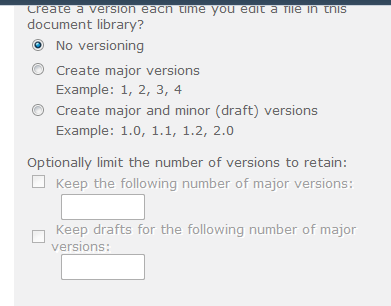 Create a version each time you edit a file in this
document library?
No versioning
Create major versions
Example: 1, 2, 3, 4
Create major and minor (draft) versions
Example: 1.0, 1.1, 1.2, 2.0
Optionally limit the number of versions to retain:
Keep the following number of major versions:
Keep drafts for the following number of major
versions: